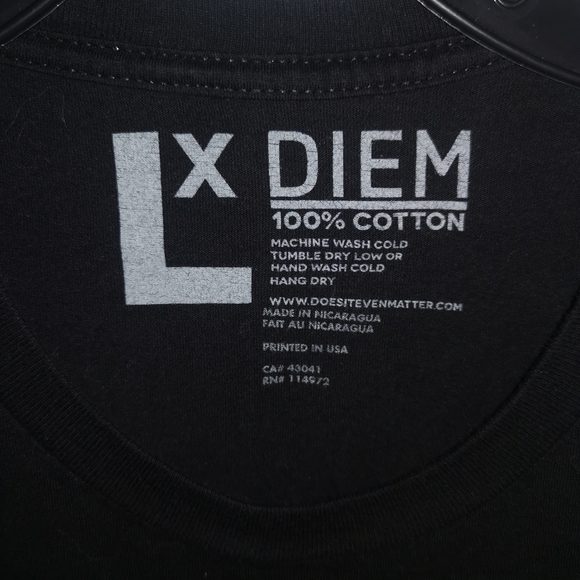 LX DIEM
100% COTTON
MACHINE WASH COLD
TUMBLE DRY LOW OR
HAND WASH COLD
HANG DRY
WWW.DOESITEVENMATTER.COM
MADE IN NICARAGUA
FAIT AU NICARAGUA
PRINTED IN USA
CA# 43041
RN# 114972